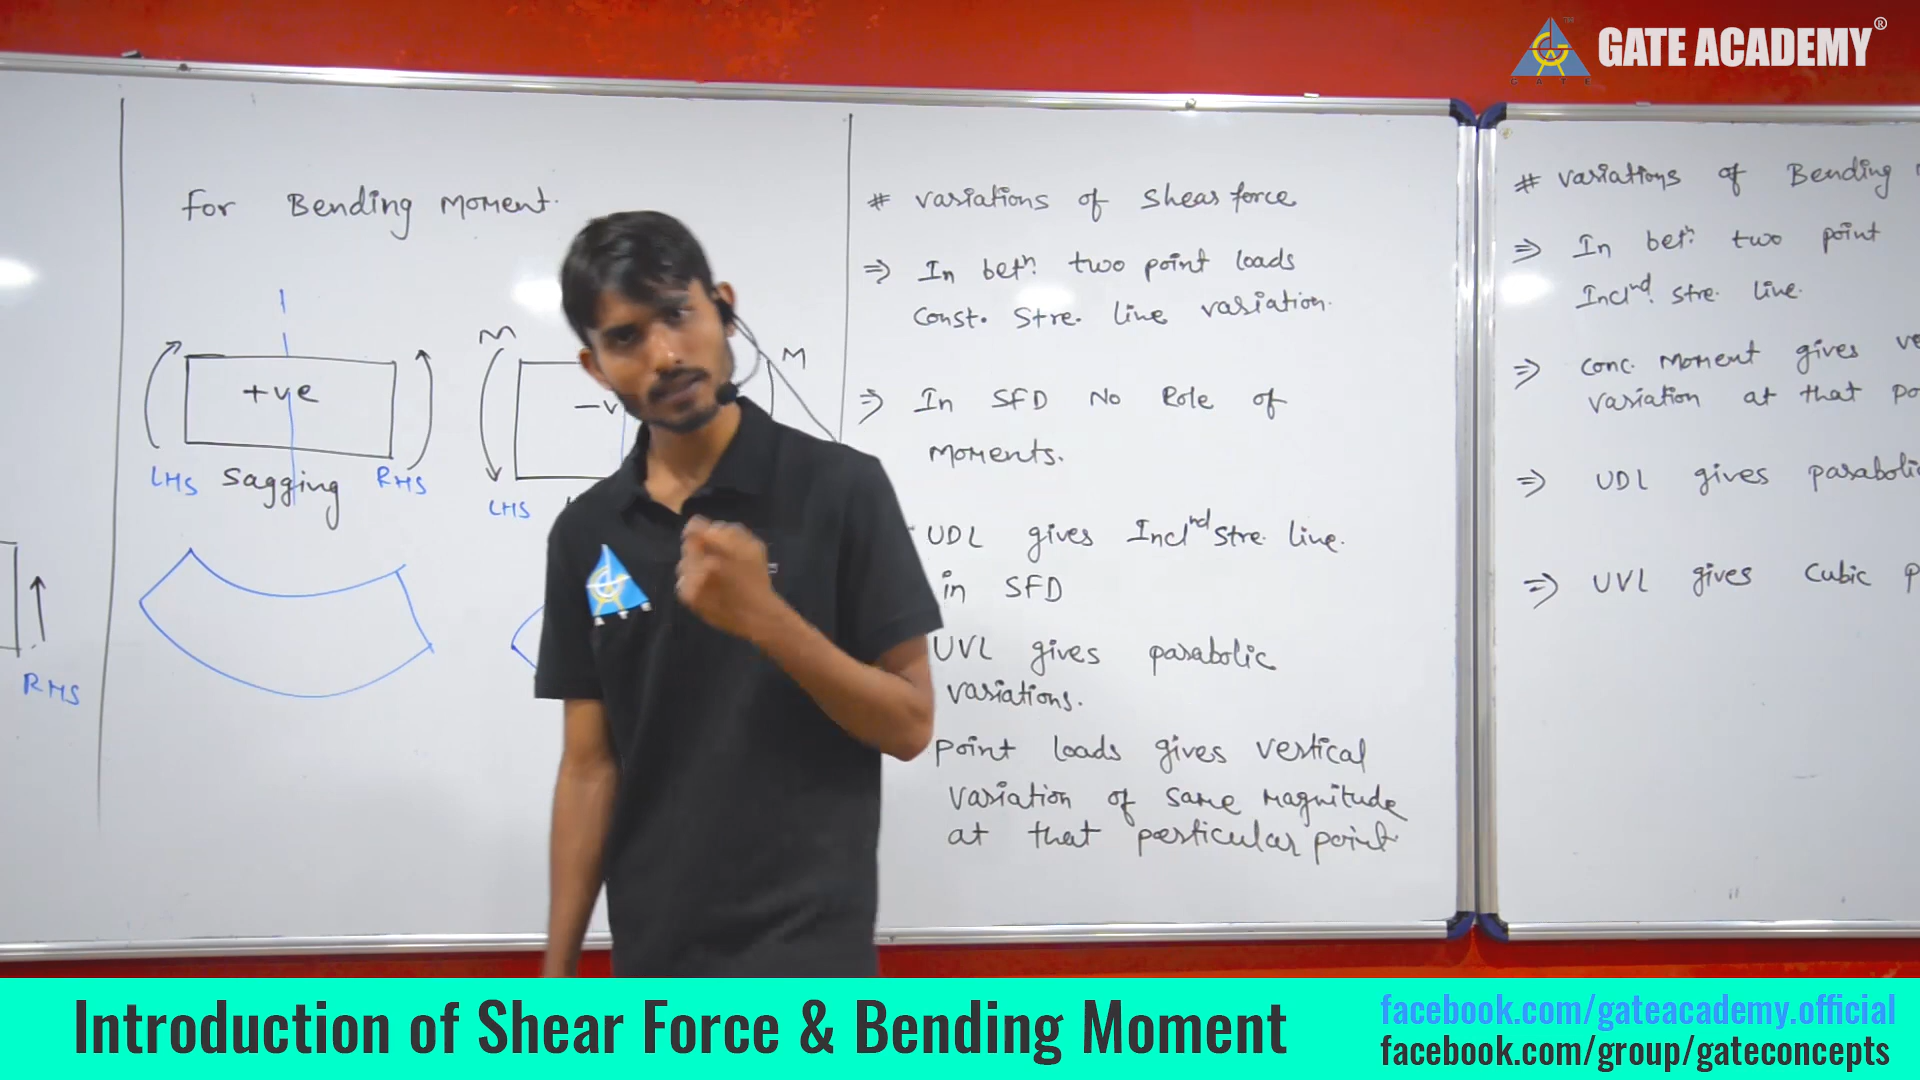 GATE ACADEMY®
GATE
For Bending Moment.
+ve
LHS Sagging RHS
M
M
LHS
RHS
# Variations of Shear force
⇒ In betn. two point loads
Const. Stre. line variation.
⇒ In SFD No Role of
Moments.
UDL gives Inclnd Stre. line.
in SFD
UVL gives parabolic
variations.
point loads gives vertical
variation of same magnitude
at that perticular point
# Variations of Bending
⇒ In betn. two point
Inclnd. Stre. line.
⇒ Conc. Moment gives
variation at that
⇒ UDL gives
⇒ UVL gives Cubic
Introduction of Shear Force & Bending Moment
facebook.com/gateacademy.official
facebook.com/group/gateconcepts